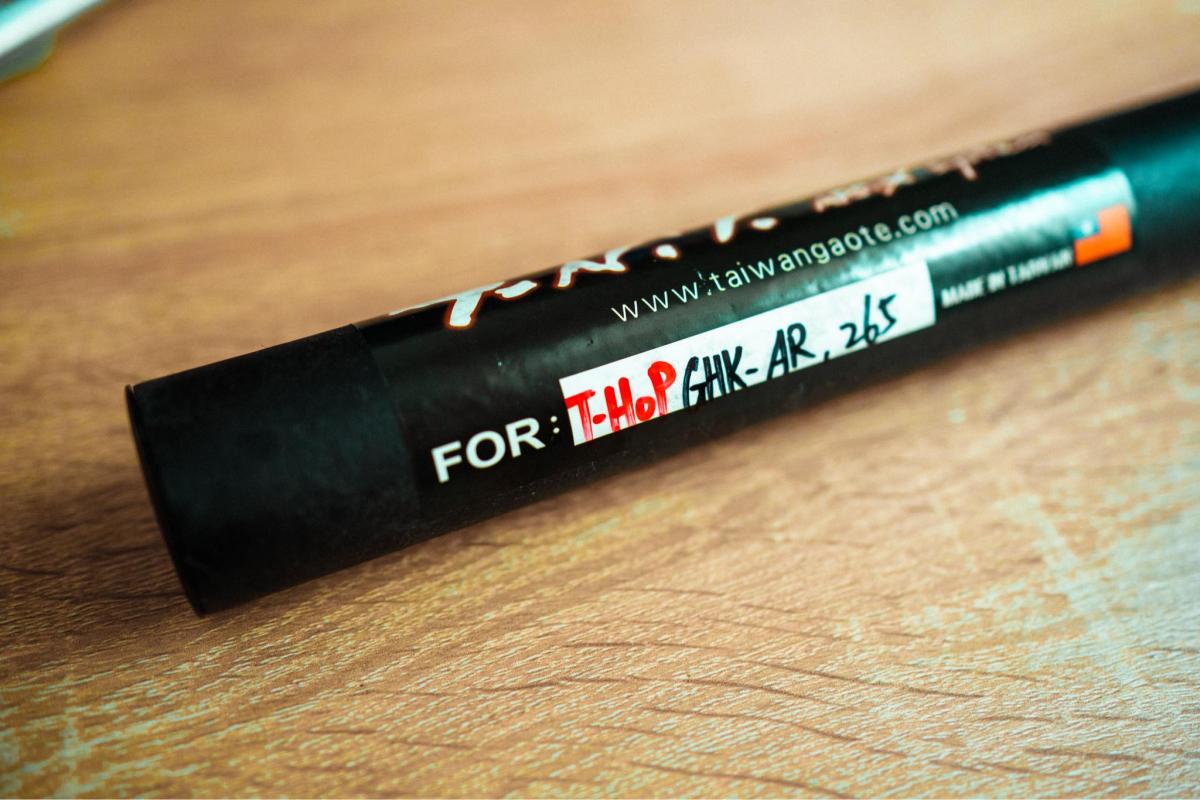 www.taiwangaote.com
FOR: T-HoP GHK-AR, 265
MADE IN TAIWAN